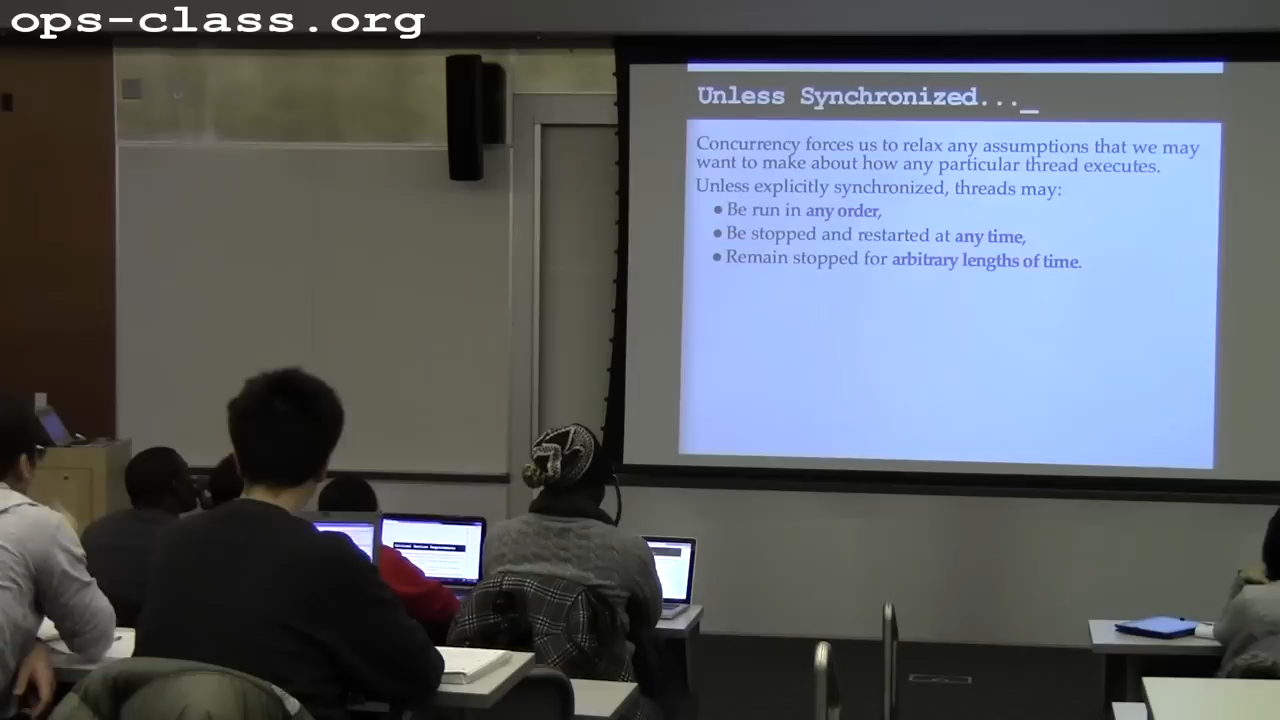 ops-class.org
Unless Synchronized..._
Concurrency forces us to relax any assumptions that we may
want to make about how any particular thread executes.
Unless explicitly synchronized, threads may:
● Be run in any order,
● Be stopped and restarted at any time,
● Remain stopped for arbitrary lengths of time.